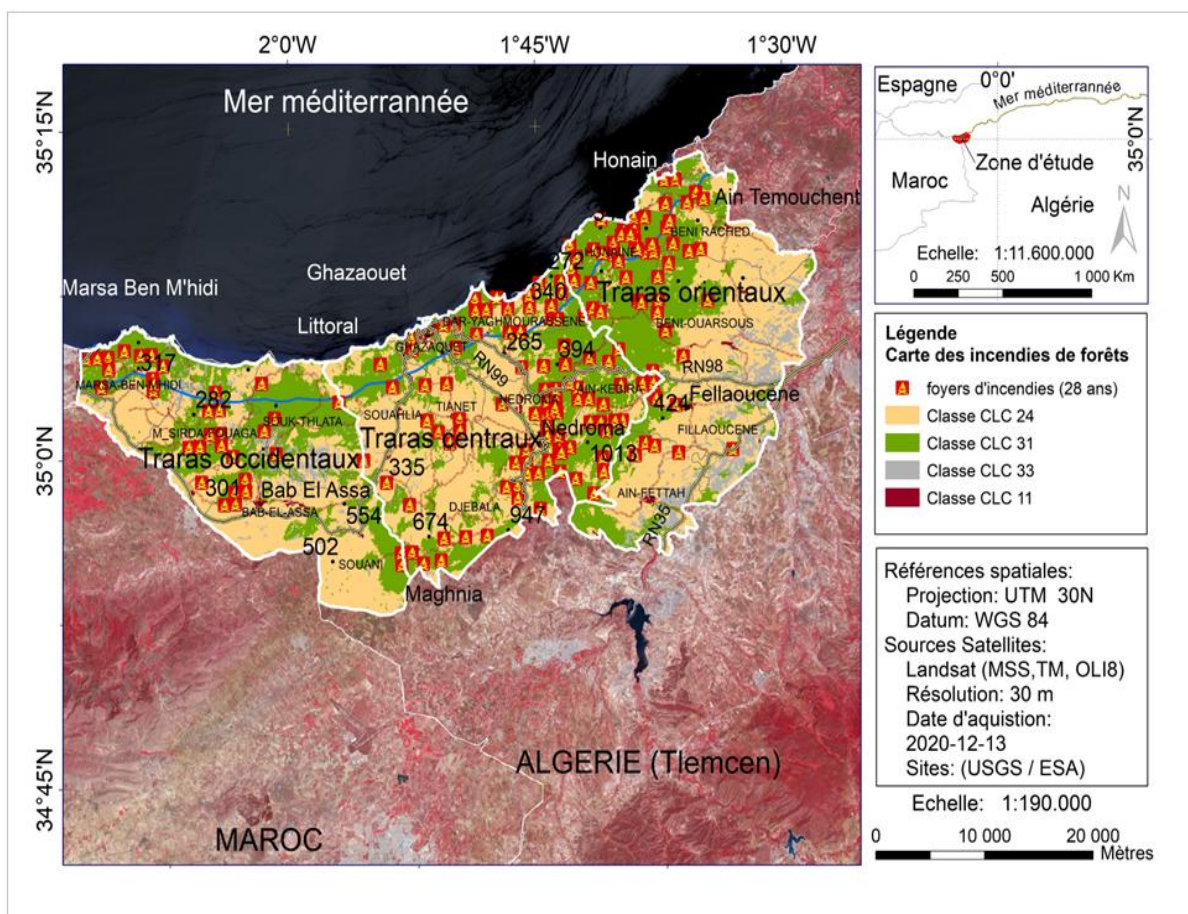 2°0'W
1°45'W
1°30'W
35°15'N
35°0'N
34°45'N
Mer méditerrannée
Honain
Ain Temouchent
BENI RACHED
HONAINE
272
Ghazaouet
Marsa Ben M'hidi
340
Traras orientaux
Littoral
DAR-YAGHMOURASSENE
BENI-OUARSOUS
GHAZAOUET
265
317
394
RN99
RN98
MARSA-BEN-MHIDI
AIN-KEBIRA
282
NEDROMA
424
Fellaoucene
SOUK-THLATA
SOUAHLIA
TIANET
M_SIRDA-FOUAGA
Nedroma
FILLAOUCENE
Traras centraux
Traras occidentaux
1013
335
301
Bab El Assa
AIN-FETTAH
BAB-EL-ASSA
554
674
DJEBALA
947
RN35
502
SOUANI
Maghnia
ALGERIE (Tlemcen)
MAROC
Espagne
0°0'
Mer méditerranée
35°0'N
Zone d'étude
Maroc
N
Algérie
Echelle: 1:11.600.000
0 250 500 1 000 Km
Légende
Carte des incendies de forêts
foyers d'incendies (28 ans)
Classe CLC 24
Classe CLC 31
Classe CLC 33
Classe CLC 11
Références spatiales:
Projection: UTM 30N
Datum: WGS 84
Sources Satellites:
Landsat (MSS,TM, OLI8)
Résolution: 30 m
Date d'aquistion:
2020-12-13
Sites: (USGS / ESA)
Echelle: 1:190.000
0 10 000 20 000
Mètres